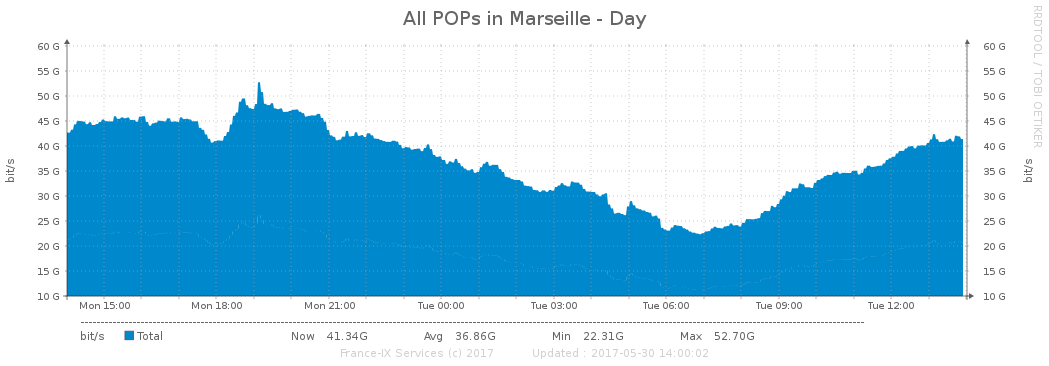 All POPs in Marseille - Day
RRDTOOL / TOBI OETIKER
60 G 60 G
55 G 55 G
50 G 50 G
45 G 45 G
40 G 40 G
35 G 35 G
30 G 30 G
25 G 25 G
20 G 20 G
15 G 15 G
10 G 10 G
bit/s
bit/s
Mon 15:00 Mon 18:00 Mon 21:00 Tue 00:00 Tue 03:00 Tue 06:00 Tue 09:00 Tue 12:00
bit/s Total Now 41.34G Avg 36.86G Min 22.31G Max 52.70G
France-IX Services (c) 2017 Updated : 2017-05-30 14:00:02